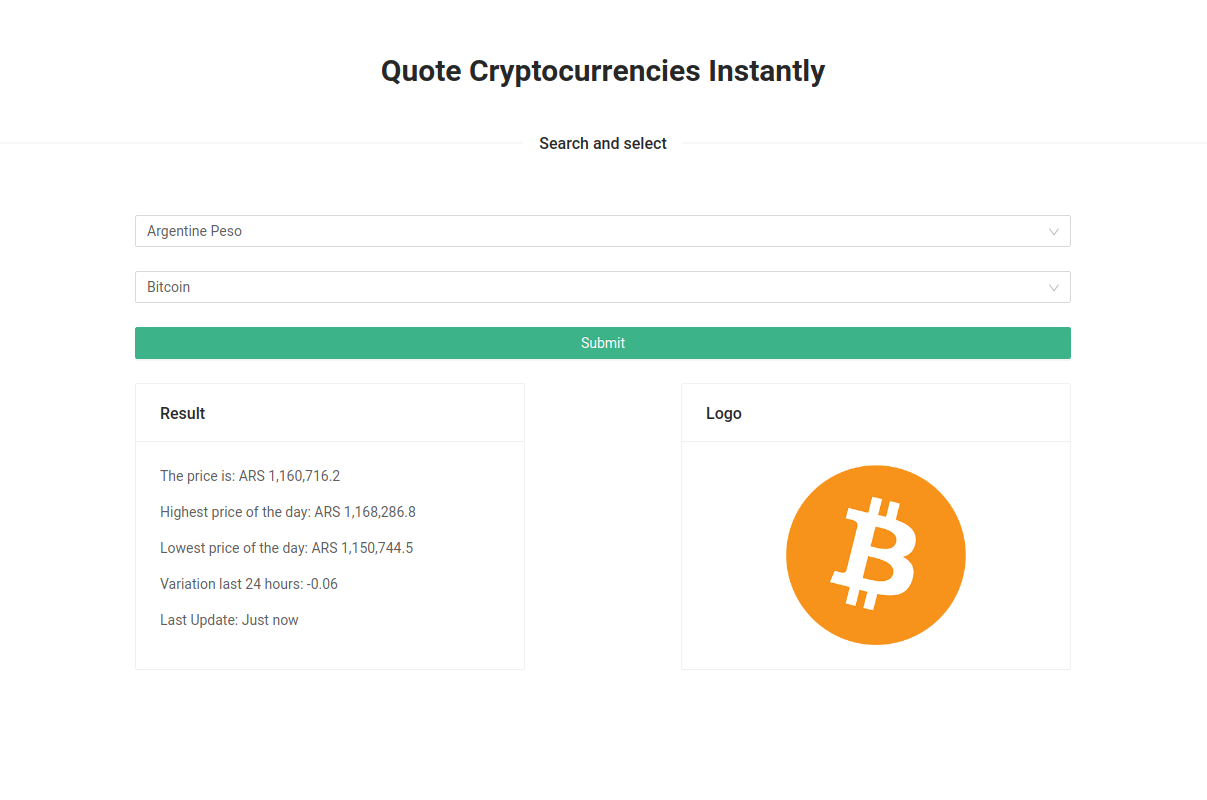 Quote Cryptocurrencies Instantly
Search and select
Argentine Peso
Bitcoin
Submit
Result
The price is: ARS 1,160,716.2
Highest price of the day: ARS 1,168,286.8
Lowest price of the day: ARS 1,150,744.5
Variation last 24 hours: -0.06
Last Update: Just now
Logo